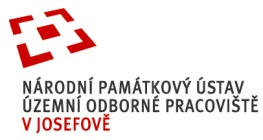 NÁRODNÍ PAMÁTKOVÝ ÚSTAV
ÚZEMNÍ ODBORNÉ PRACOVIŠTĚ
V JOSEFOVĚ